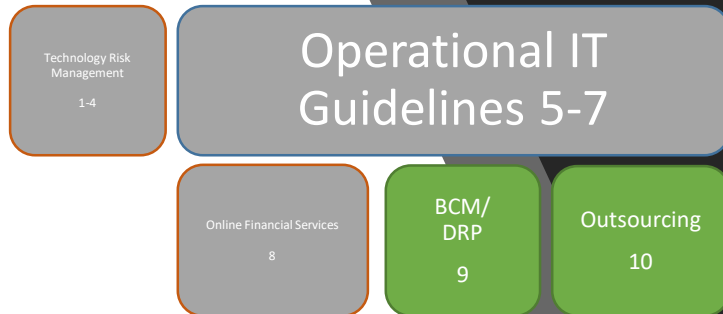 Technology Risk
Management
1-4
Operational IT
Guidelines 5-7
Online Financial Services
8
BCM/
DRP
9
Outsourcing
10